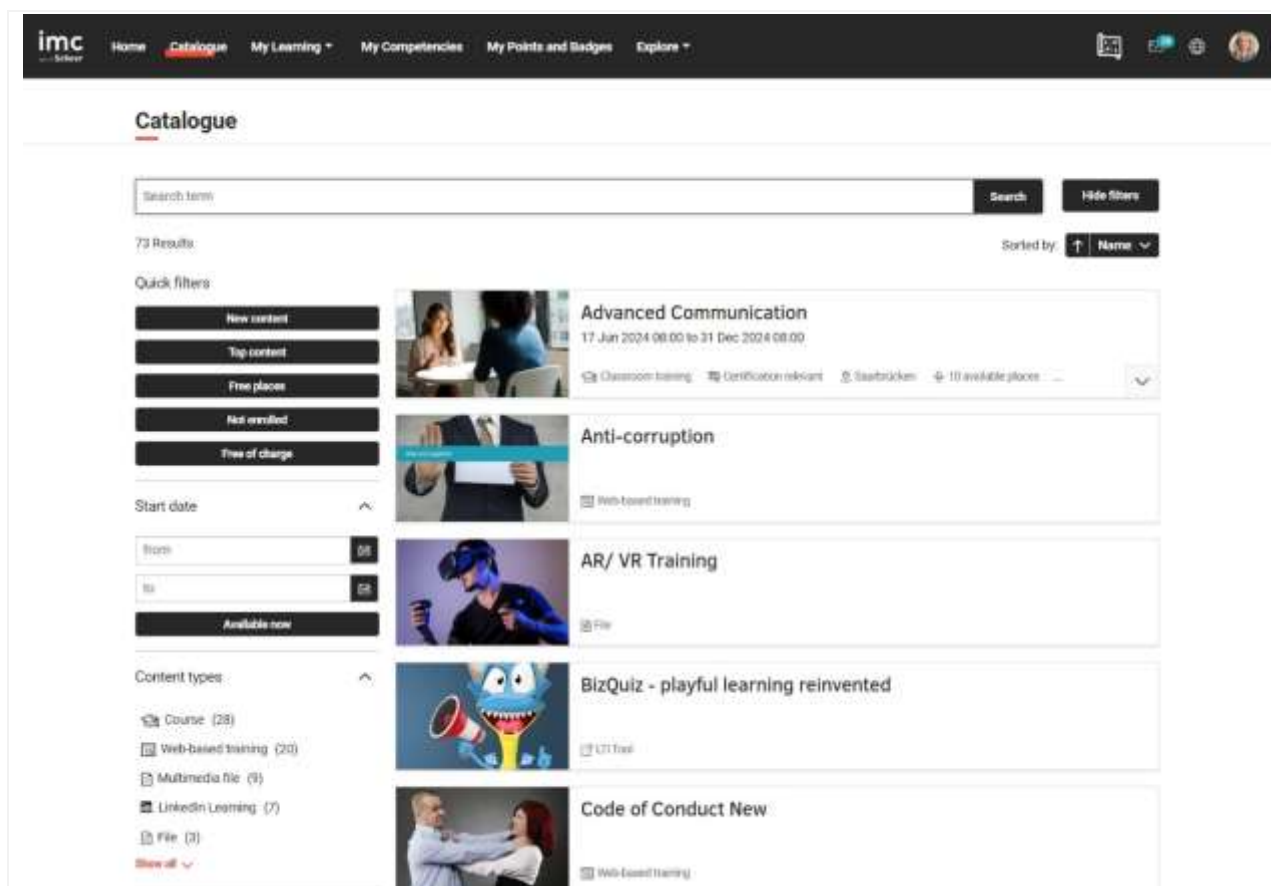 imc
Scheer
Home Catalogue My Learning My Competencies My Points and Badges Explore
Catalogue
Search term Search Hide filters
73 Results Sorted by: Name
Quick filters
New content
Top content
Free places
Not enrolled
Free of charge
Start date
from
to
Available now
Content types
Course (28)
Web-based training (20)
Multimedia file (9)
LinkedIn Learning (7)
File (3)
Show all
Advanced Communication
17 Jun 2024 08:00 to 31 Dec 2024 08:00
Classroom training Certification relevant Saarbrücken 10 available places ...
Anti-corruption
Web-based training
AR/ VR Training
File
BizQuiz - playful learning reinvented
LTI Tool
Code of Conduct New
Web-based training